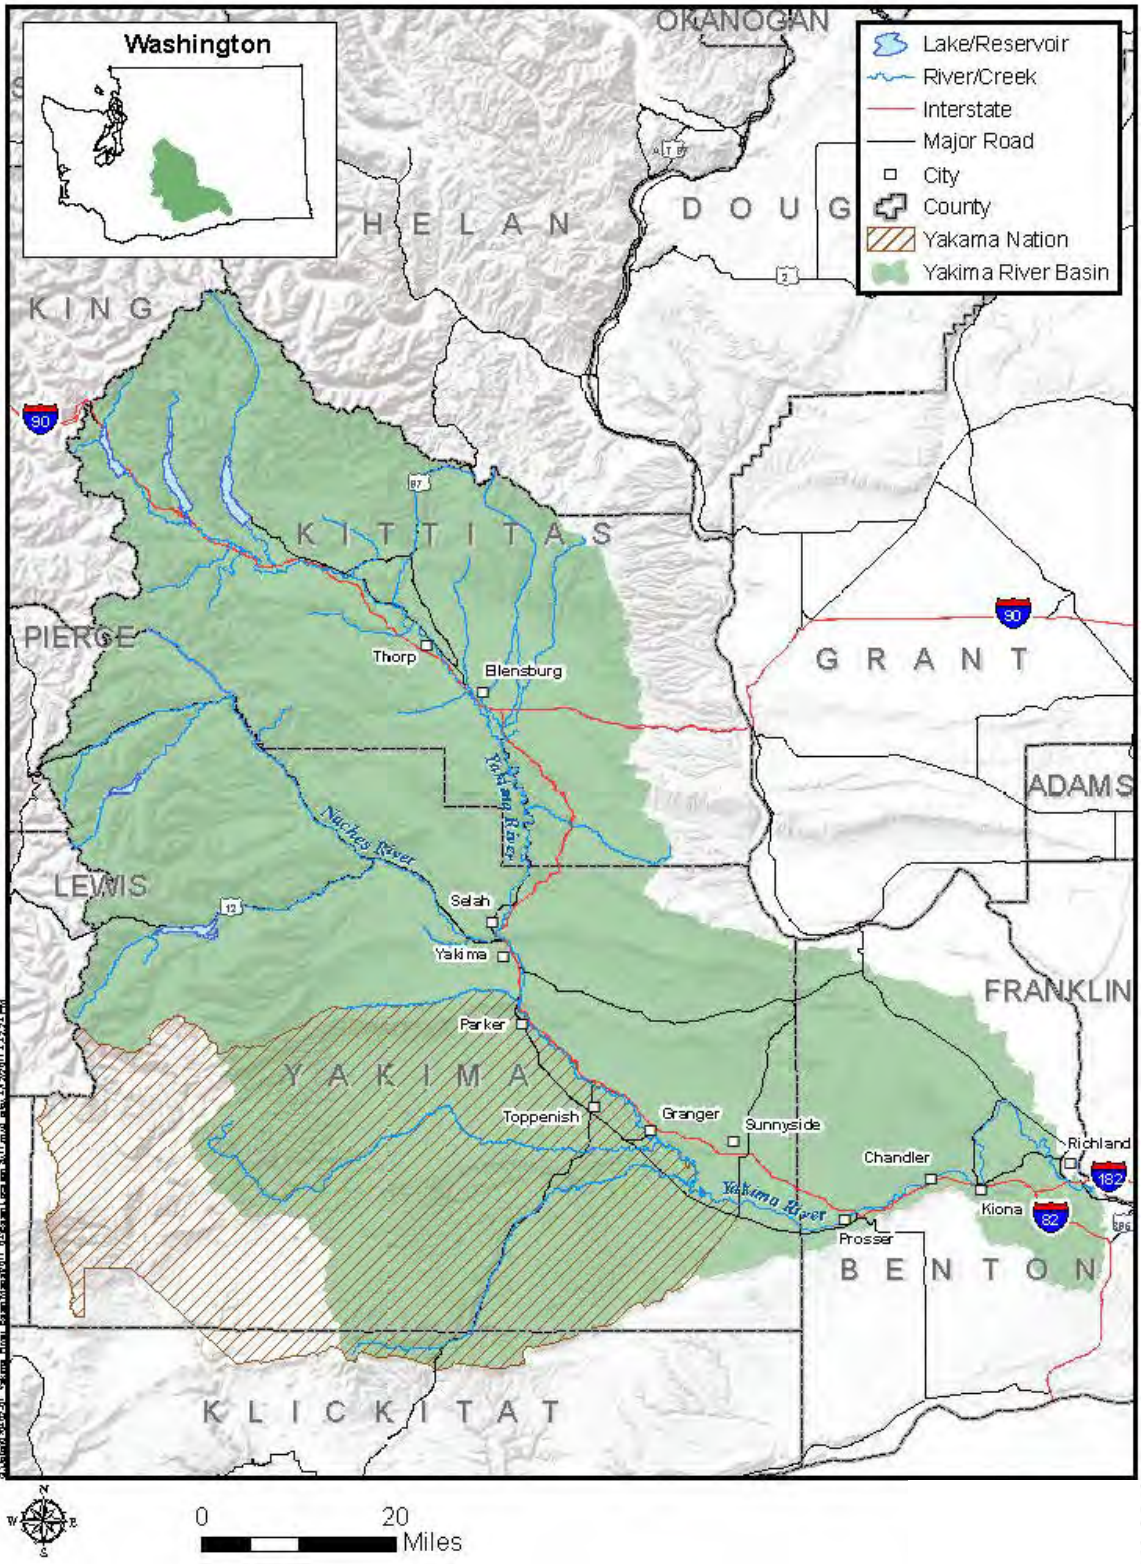 OKANOGAN
Washington
Lake/Reservoir
River/Creek
Interstate
Major Road
City
County
Yakama Nation
Yakima River Basin
HELAN
DOUG
2
KING
90
97
KITTITAS
90
PIERCE
Thorp
Ellensburg
GRANT
ADAMS
Yakima River
Naches River
LEWIS
Selah
12
Yakima
FRANKLIN
Parker
YAKIMA
Toppenish
Granger
Sunnyside
Richland
Chandler
182
Yakima River
Kiona
82
Prosser
BENTON
KLICKITAT
N
W E
S
0 20
Miles